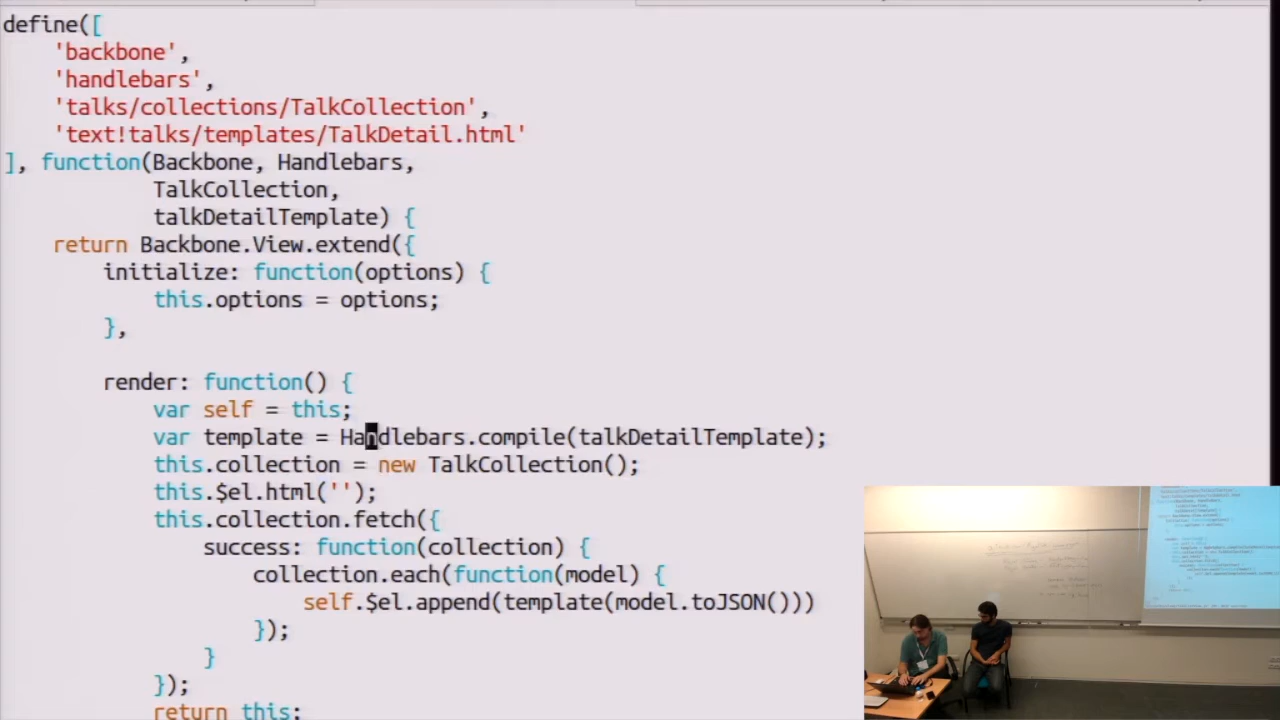 define([
    'backbone',
    'handlebars',
    'talks/collections/TalkCollection',
    'text!talks/templates/TalkDetail.html'
], function(Backbone, Handlebars,
            TalkCollection,
            talkDetailTemplate) {
    return Backbone.View.extend({
        initialize: function(options) {
            this.options = options;
        },
        render: function() {
            var self = this;
            var template = Handlebars.compile(talkDetailTemplate);
            this.collection = new TalkCollection();
            this.$el.html('');
            this.collection.fetch({
                success: function(collection) {
                    collection.each(function(model) {
                        self.$el.append(template(model.toJSON()))
                    });
                }
            });
            return this;